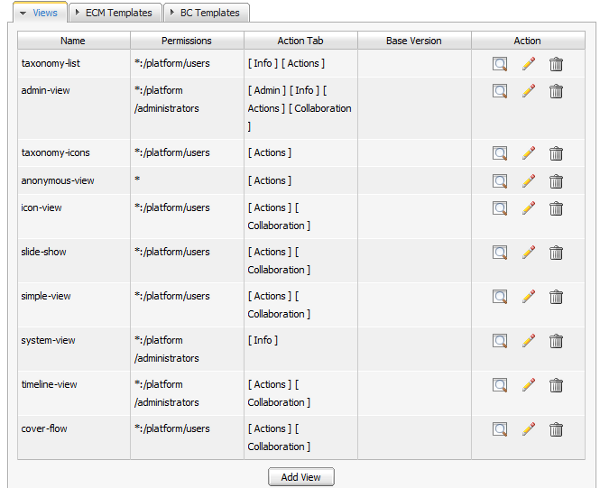 Views ECM Templates BC Templates
Name Permissions Action Tab Base Version Action
taxonomy-list *:/platform/users [ Info ] [ Actions ]
admin-view *:/platform [ Admin ] [ Info ] [
/administrators Actions ] [ Collaboration
]
taxonomy-icons *:/platform/users [ Actions ]
anonymous-view * [ Actions ]
icon-view *:/platform/users [ Actions ] [
Collaboration ]
slide-show *:/platform/users [ Actions ] [
Collaboration ]
simple-view *:/platform/users [ Actions ] [
Collaboration ]
system-view *:/platform [ Info ]
/administrators
timeline-view *:/platform [ Actions ] [
/administrators Collaboration ]
cover-flow *:/platform/users [ Actions ] [
Collaboration ]
Add View